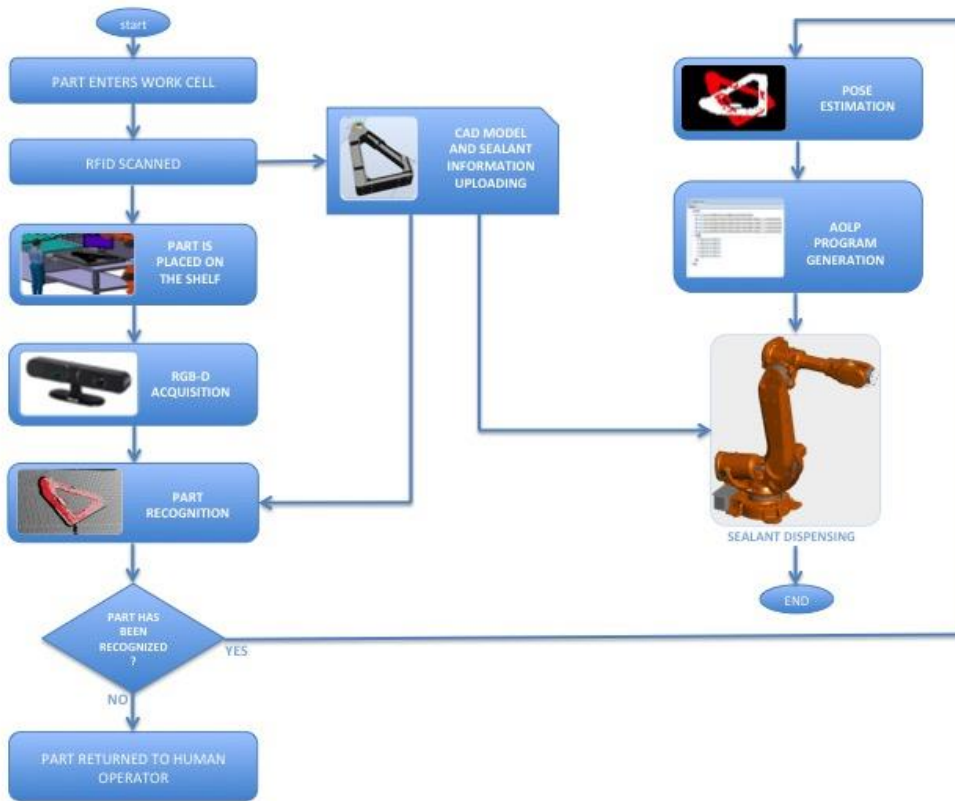 start
PART ENTERS WORK CELL
RFID SCANNED
CAD MODEL
AND SEALANT
INFORMATION
UPLOADING
PART IS
PLACED ON
THE SHELF
RGB-D
ACQUISITION
PART
RECOGNITION
PART HAS
BEEN
RECOGNIZED
?
YES
NO
PART RETURNED TO HUMAN
OPERATOR
POSE
ESTIMATION
AOLP
PROGRAM
GENERATION
SEALANT DISPENSING
END